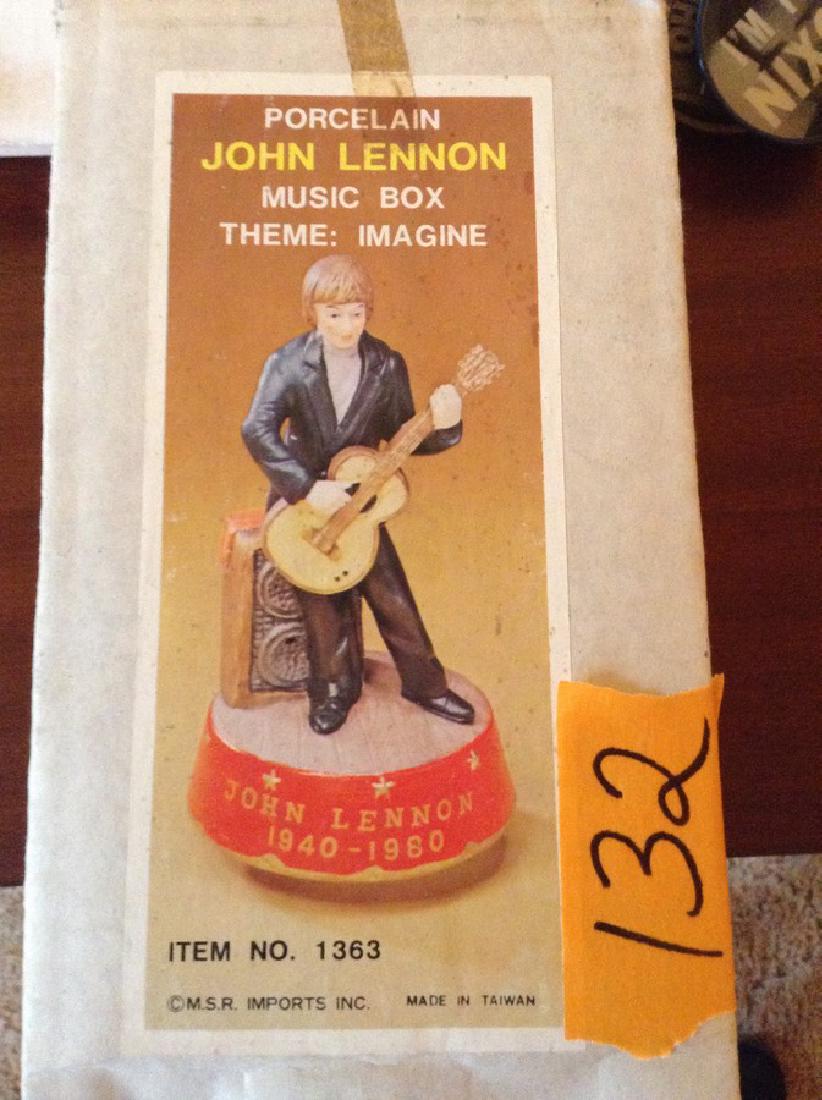 PORCELAIN
JOHN LENNON
MUSIC BOX
THEME: IMAGINE
JOHN LENNON
1940-1980
ITEM NO. 1363
©M.S.R. IMPORTS INC. MADE IN TAIWAN
132
I'M F
NIX